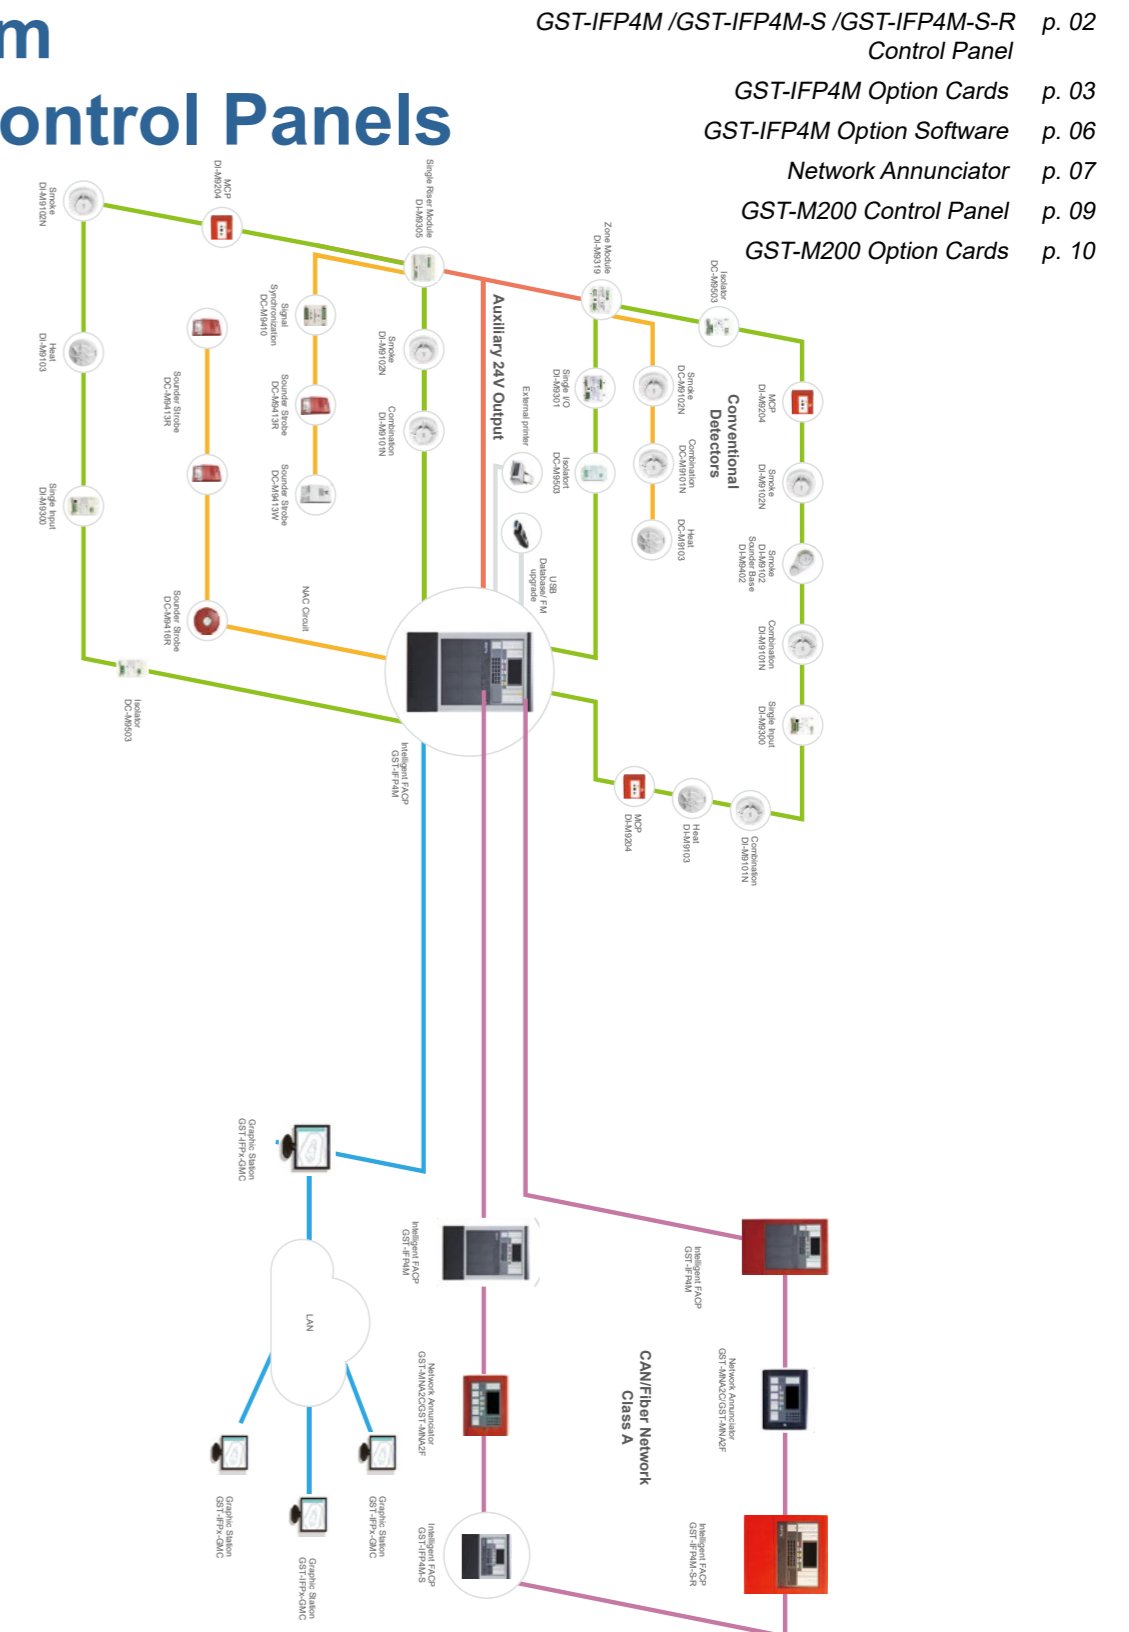 m
ontrol Panels
GST-IFP4M /GST-IFP4M-S /GST-IFP4M-S-R p. 02
Control Panel
GST-IFP4M Option Cards p. 03
GST-IFP4M Option Software p. 06
Network Annunciator p. 07
GST-M200 Control Panel p. 09
GST-M200 Option Cards p. 10
Smoke
DI-M9102N
MCP
DI-M9204
Single Riser Module
DI-M9305
Zone Module
DI-M9319
Isolator
DC-M9503
Heat
DI-M9103
Signal
Synchronization
DC-M9410
Smoke
DI-M9102N
Auxiliary 24V Output
Single I/O
DI-M9301
Smoke
DC-M9102N
Conventional
Detectors
MCP
DI-M9204
Sounder Strobe
DC-M9413R
Sounder Strobe
DC-M9413R
Combination
DI-M9101N
External printer
Isolatort
DC-M9503
Combination
DC-M9101N
Smoke
DI-M9102N
Single Input
DI-M9300
Sounder Strobe
DC-M9413W
Heat
DC-M9103
Smoke
DI-M9102
Sounder Base
DI-M9402
USB
Database/ FM
upgrade
Sounder Strobe
DC-M9416R
NAC Circuit
Combination
DI-M9101N
Isolator
DC-M9503
Single Input
DI-M9300
Intelligent FACP
GST-IFP4M
MCP
DI-M9204
Heat
DI-M9103
Combination
DI-M9101N
Graphic Station
GST-IFPx-GMC
Intelligent FACP
GST-IFP4M
Intelligent FACP
GST-IFP4M
LAN
Network Annunciator
GST-MNA2C/GST-MNA2F
CAN/Fiber Network
Class A
Network Annunciator
GST-MNA2C/GST-MNA2F
Graphic Station
GST-IFPx-GMC
Graphic Station
GST-IFPx-GMC
Graphic Station
GST-IFPx-GMC
Intelligent FACP
GST-IFP4M-S
Intelligent FACP
GST-IFP4M-S-R